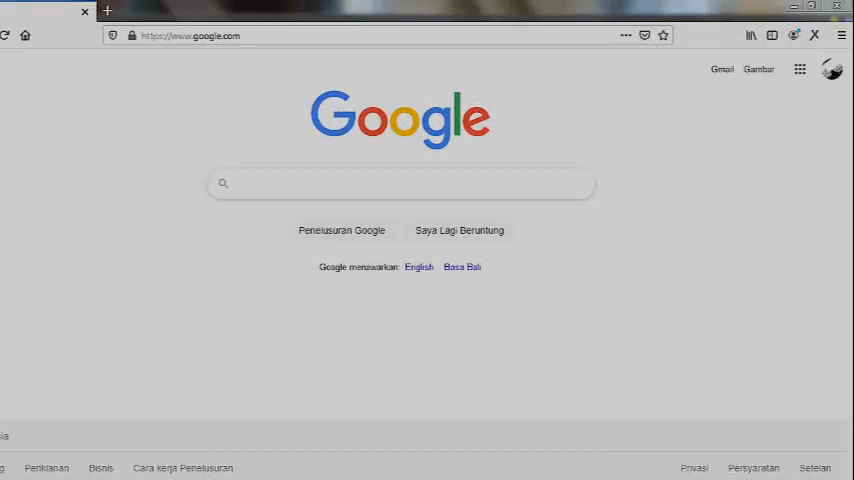 https://www.google.com
Gmail Gambar
Google
Penelusuran Google Saya Lagi Beruntung
Google menawarkan: English Basa Bali
Periklanan Bisnis Cara kerja Penelusuran Privasi Persyaratan Setelan